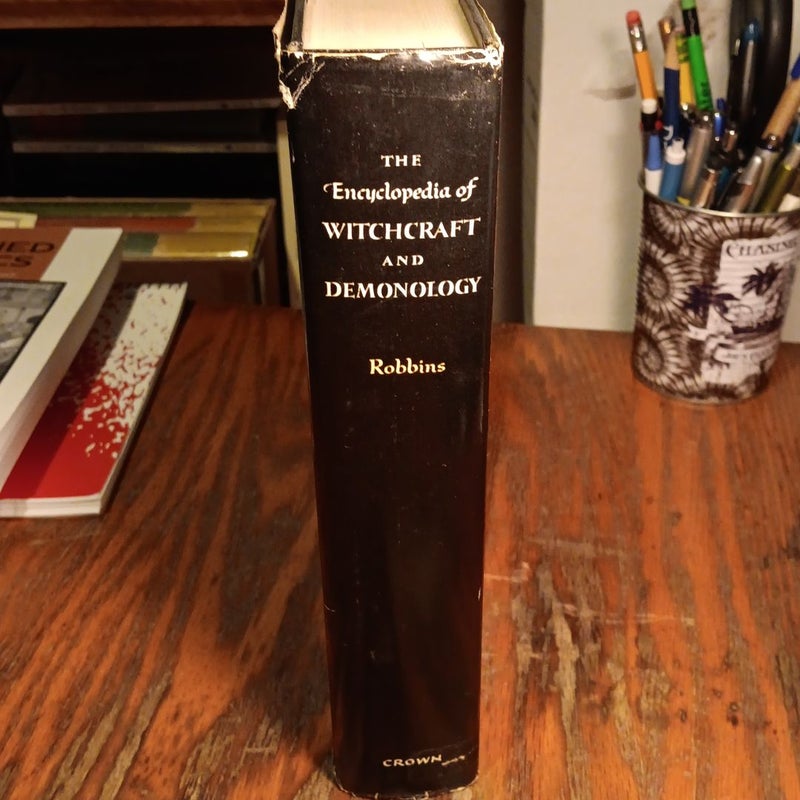 THE
Encyclopedia of
WITCHCRAFT
AND
DEMONOLOGY
Robbins
CROWN